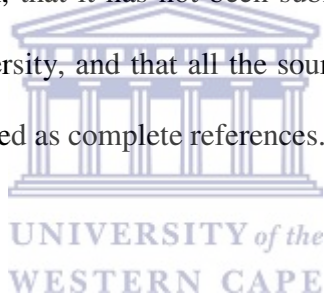 that it has not been
ersity, and that all the sour
ed as complete references.
UNIVERSITY of the
WESTERN CAPE